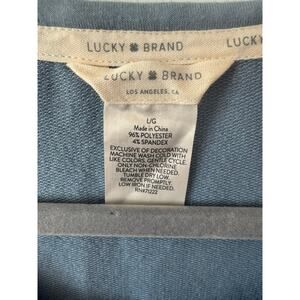 LUCKY BRAND
LUCKY
LUCKY BRAND
LOS ANGELES, CA
L/G
Made in China
96% POLYESTER
4% SPANDEX
EXCLUSIVE OF DECORATION
MACHINE WASH COLD WITH
LIKE COLORS, GENTLE CYCLE.
ONLY NON-CHLORINE
BLEACH WHEN NEEDED.
TUMBLE DRY LOW,
REMOVE PROMPTLY.
LOW IRON IF NEEDED.
RN#71222